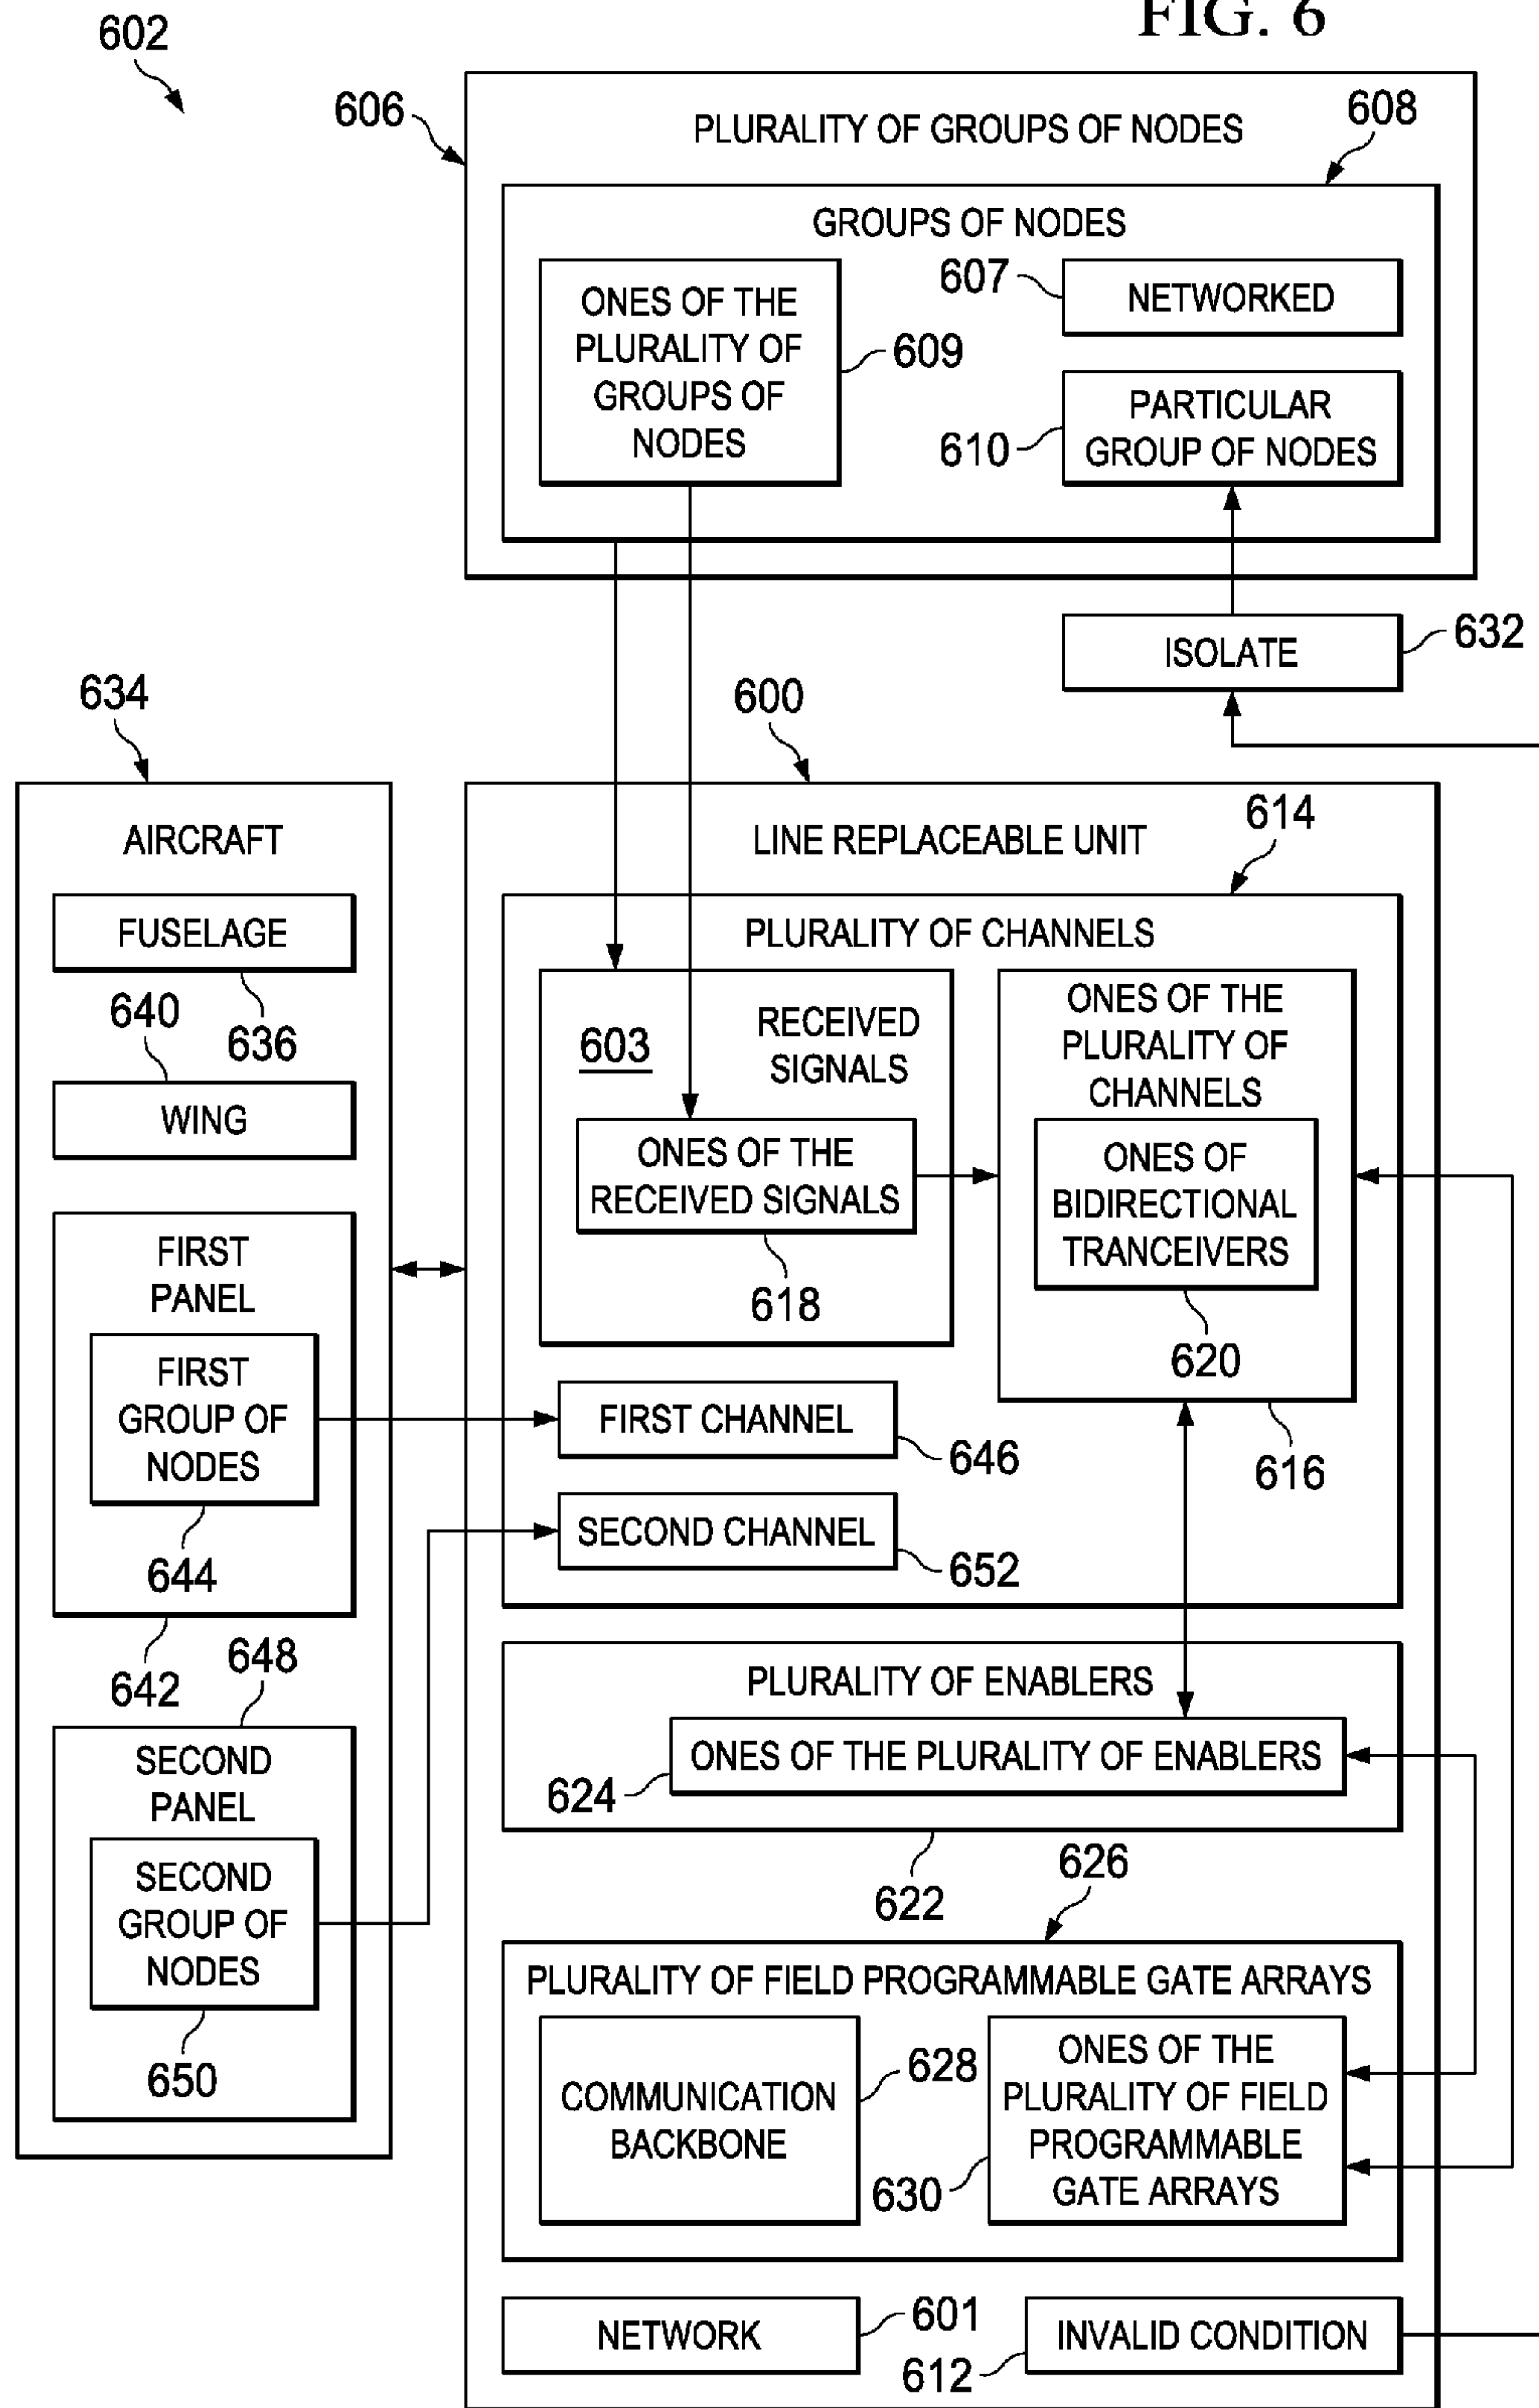 FIG. 6
602
606
PLURALITY OF GROUPS OF NODES
608
GROUPS OF NODES
ONES OF THE
PLURALITY OF
GROUPS OF
NODES
609
607
NETWORKED
610
PARTICULAR
GROUP OF NODES
ISOLATE
632
634
600
AIRCRAFT
FUSELAGE
636
640
WING
FIRST
PANEL
FIRST
GROUP OF
NODES
644
642
648
SECOND
PANEL
SECOND
GROUP OF
NODES
650
LINE REPLACEABLE UNIT
614
PLURALITY OF CHANNELS
603
RECEIVED
SIGNALS
ONES OF THE
RECEIVED SIGNALS
618
ONES OF THE
PLURALITY OF
CHANNELS
ONES OF
BIDIRECTIONAL
TRANCEIVERS
620
616
FIRST CHANNEL
646
SECOND CHANNEL
652
PLURALITY OF ENABLERS
ONES OF THE PLURALITY OF ENABLERS
624
622
626
PLURALITY OF FIELD PROGRAMMABLE GATE ARRAYS
COMMUNICATION
BACKBONE
628
ONES OF THE
PLURALITY OF FIELD
PROGRAMMABLE
GATE ARRAYS
630
NETWORK
601
INVALID CONDITION
612